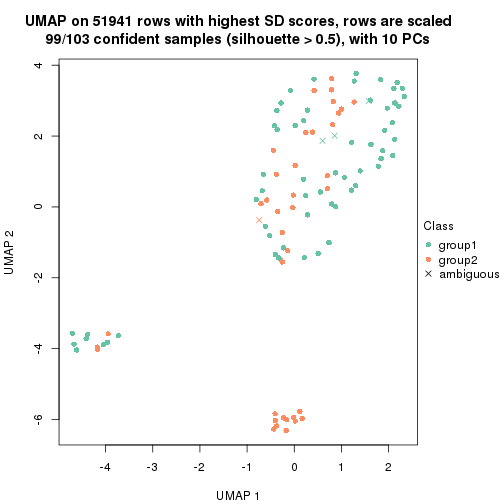 UMAP on 51941 rows with highest SD scores, rows are scaled
99/103 confident samples (silhouette > 0.5), with 10 PCs
4
2
0
-2
-4
-6
UMAP 2
-4
-3
-2
-1
0
1
2
UMAP 1
Class
group1
group2
ambiguous